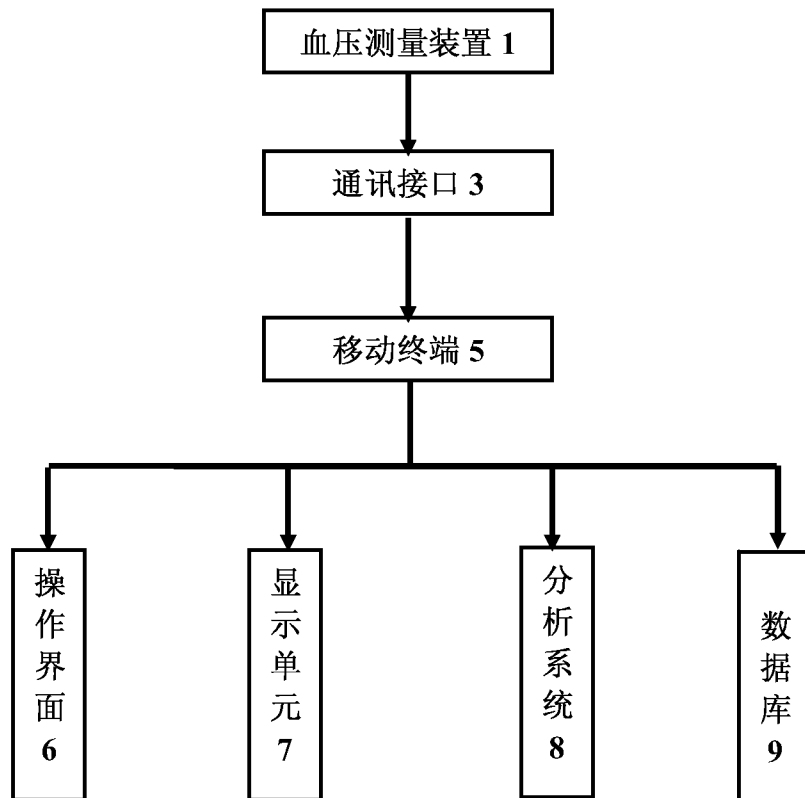 血压测量装置 1
通讯接口 3
移动终端 5
操作界面 6
显示单元 7
分析系统 8
数据库 9